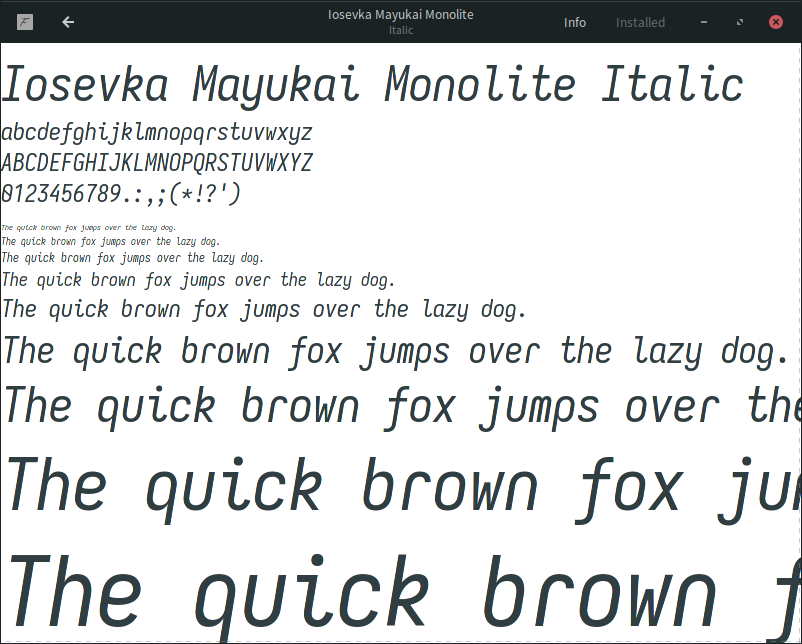 Iosevka Mayukai Monolite
Italic
Info
Installed
Iosevka Mayukai Monolite Italic
abcdefghijklmnopqrstuvwxyz
ABCDEFGHIJKLMNOPQRSTUVWXYZ
0123456789.:,;(*!?')
The quick brown fox jumps over the lazy dog.
The quick brown fox jumps over the lazy dog.
The quick brown fox jumps over the lazy dog.
The quick brown fox jumps over the lazy dog.
The quick brown fox jumps over the lazy dog.
The quick brown fox jumps over the lazy dog.
The quick brown fox jumps over the
The quick brown fox jum
The quick brown f